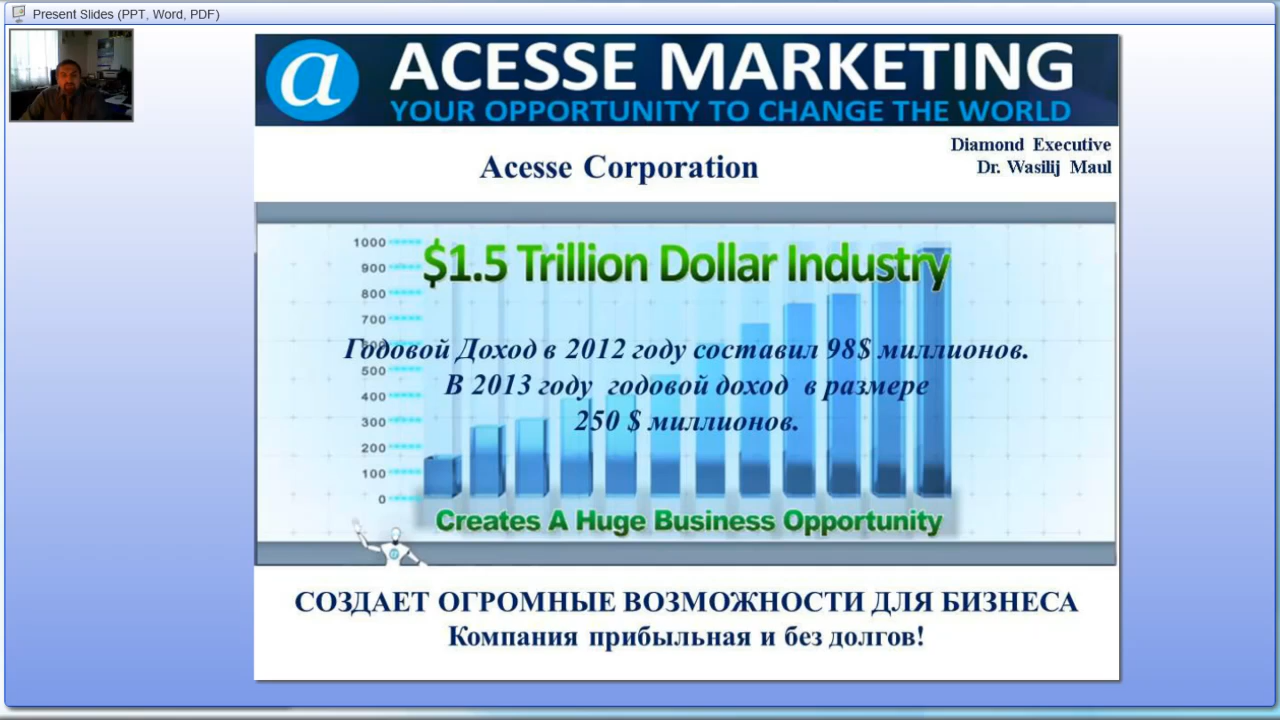 Present Slides (PPT, Word, PDF)
a ACESSE MARKETING
YOUR OPPORTUNITY TO CHANGE THE WORLD
Diamond Executive
Dr. Wasilij Maul
Acesse Corporation
$1.5 Trillion Dollar Industry
1000
900
800
700
600
500
400
300
200
100
0
Годовой Доход в 2012 году составил 98$ миллионов.
В 2013 году годовой доход в размере
250 $ миллионов.
Creates A Huge Business Opportunity
СОЗДАЕТ ОГРОМНЫЕ ВОЗМОЖНОСТИ ДЛЯ БИЗНЕСА
Компания прибыльная и без долгов!